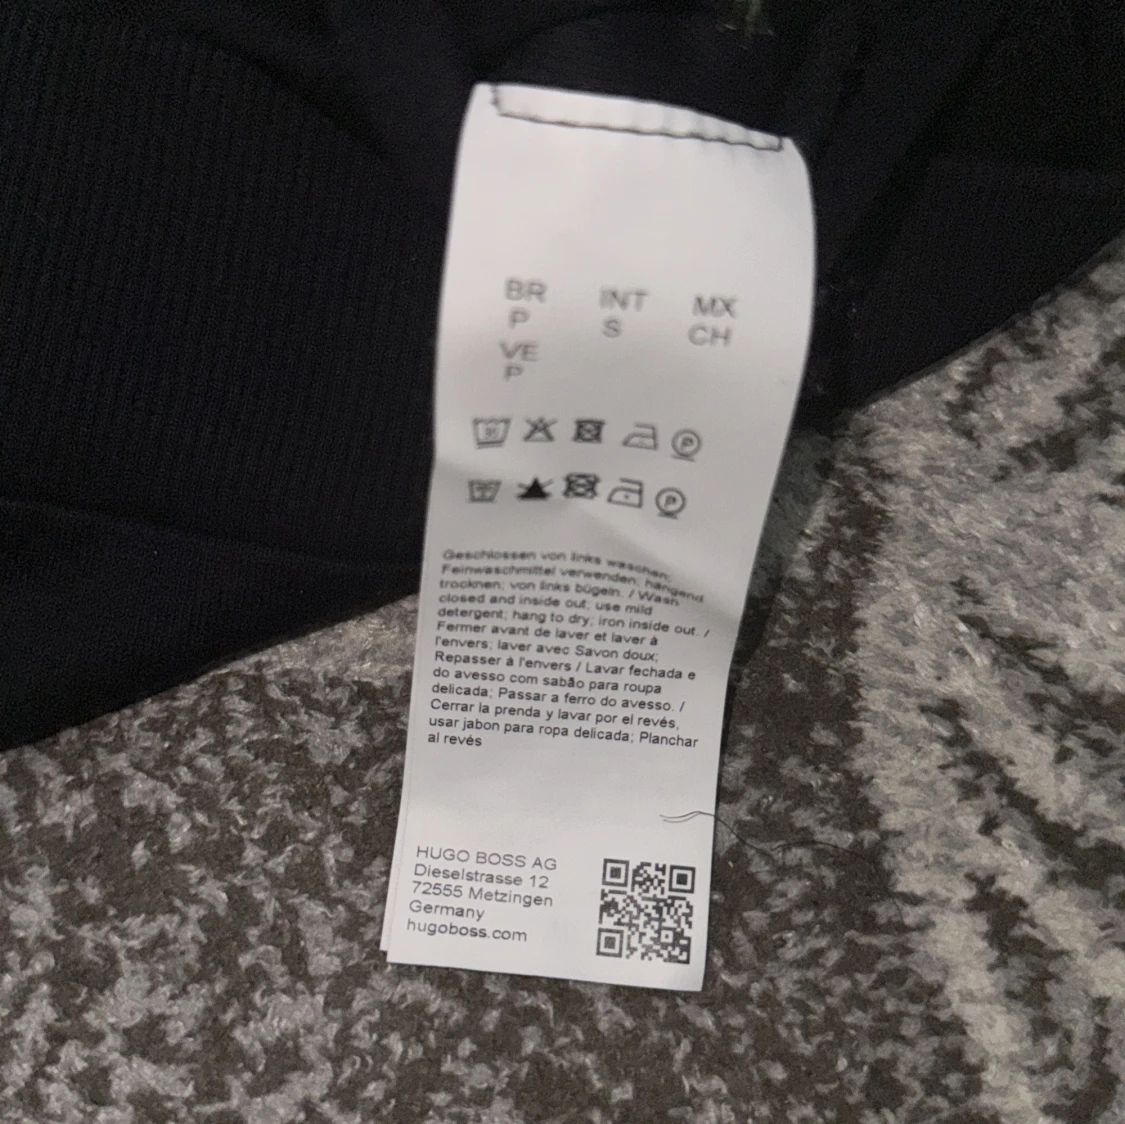 BR INT MX
P S CH
VE
P
P
P
Geschlossen von links waschen;
Feinwaschmittel verwenden; hängend
trocknen; von links bügeln. / Wash
closed and inside out; use mild
detergent; hang to dry; iron inside out. /
Fermer avant de laver et laver à
l'envers; laver avec Savon doux;
Repasser à l'envers / Lavar fechada e
do avesso com sabão para roupa
delicada; Passar a ferro do avesso. /
Cerrar la prenda y lavar por el revés,
usar jabon para ropa delicada; Planchar
al revés
HUGO BOSS AG
Dieselstrasse 12
72555 Metzingen
Germany
hugoboss.com